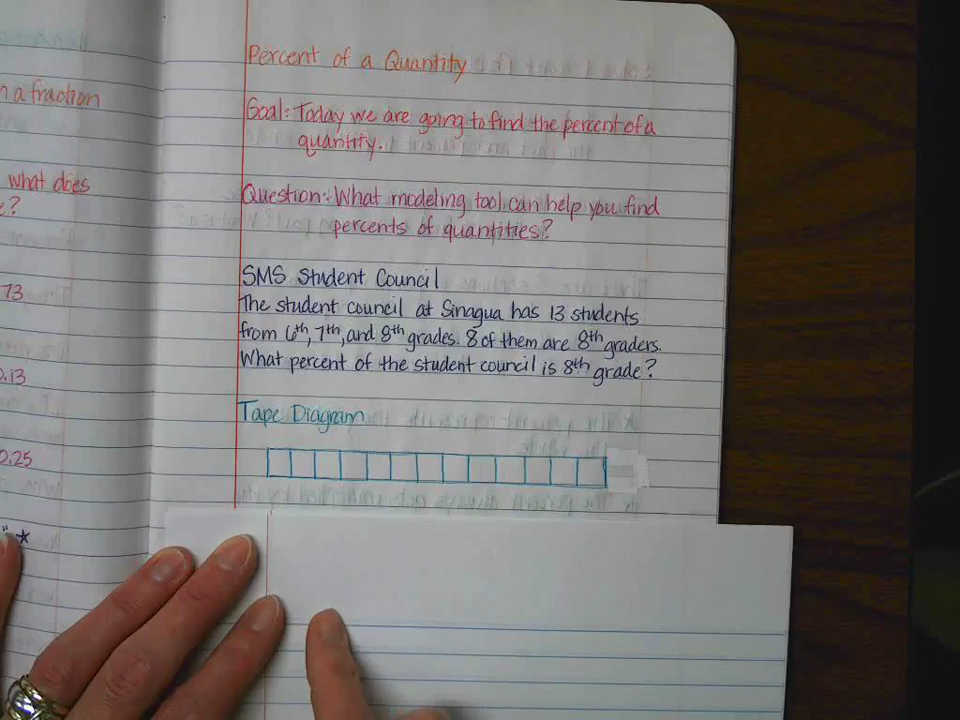 Percent of a Quantity
n a fraction
Goal: Today we are going to find the percent of a
quantity.
what does
e?
Question: What modeling tool can help you find
percents of quantities?
SMS Student Council
The student council at Sinagua has 13 students
from 6th, 7th, and 8th grades. 8 of them are 8th graders.
What percent of the student council is 8th grade?
73
0.13
Tape Diagram
0.25